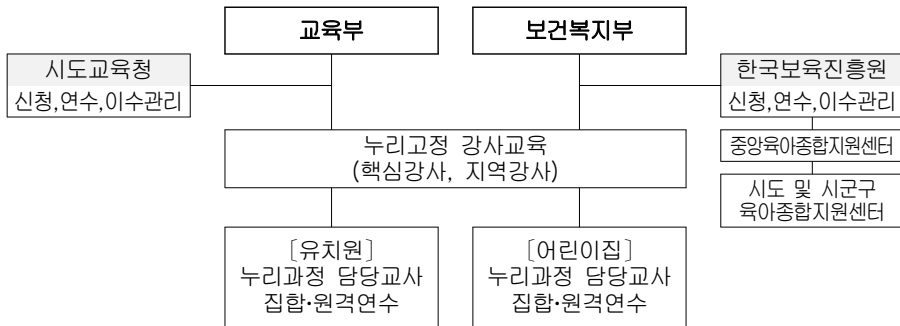 교육부
보건복지부
시도교육청
신청,연수,이수관리
한국보육진흥원
신청,연수,이수관리
누리고정 강사교육
(핵심강사, 지역강사)
중앙육아종합지원센터
시도 및 시군구
육아종합지원센터
[유치원]
누리과정 담당교사
집합·원격연수
[어린이집]
누리과정 담당교사
집합·원격연수